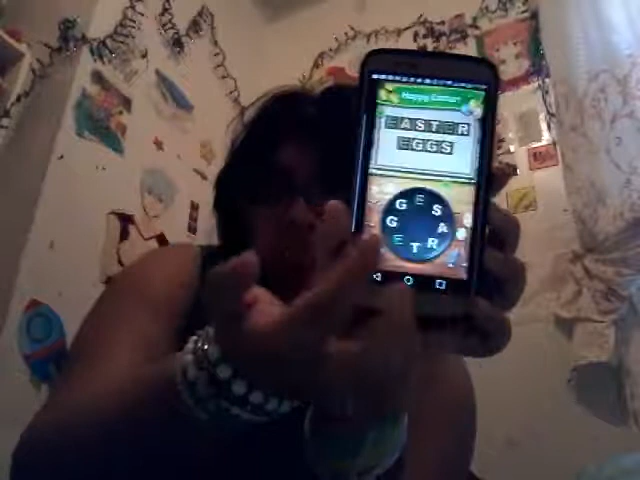 Happy Easter
EASTER
EGGS
G E S
G A
E T R